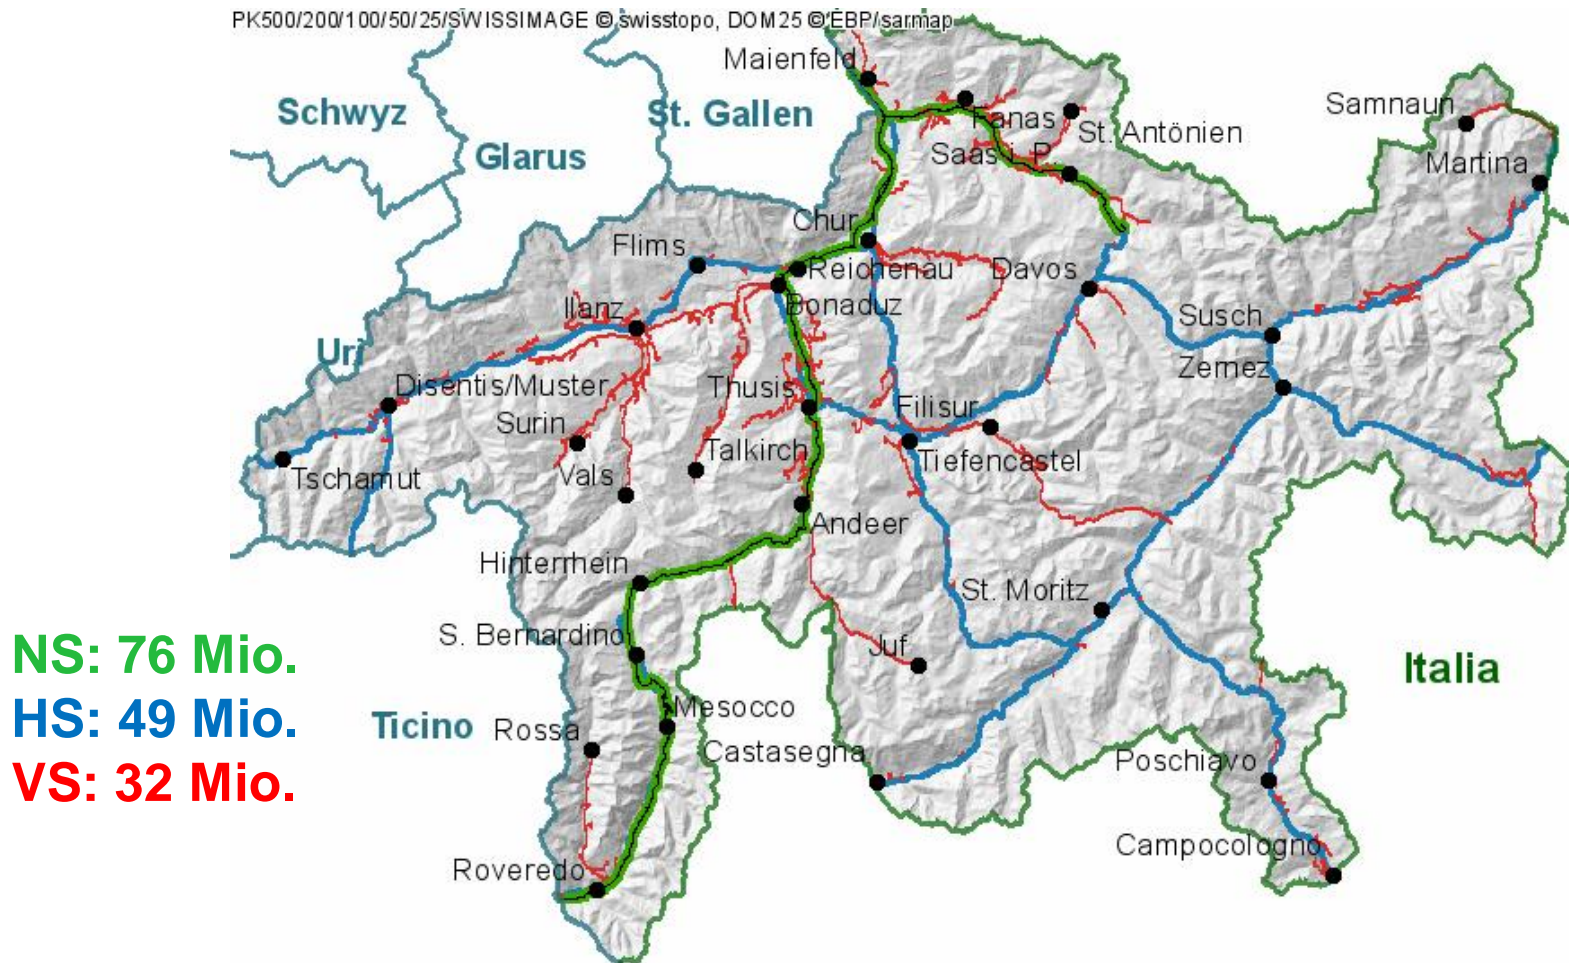 PK500/200/100/50/25/SWISSIMAGE © swisstopo, DOM25 © EBP/sarmap
Maienfeld
Schwyz
St. Gallen
Samnaun
Fanas
St. Antönien
Glarus
Saas i. P.
Martina
Chur
Flims
Reichenau
Davos
Ilanz
Bonaduz
Susch
Uri
Zernez
Disentis/Muster
Thusis
Filisur
Surin
Talkirch
Tiefencastel
Tschamut
Vals
Andeer
Hinterrhein
St. Moritz
S. Bernardino
Juf
NS: 76 Mio.
Italia
HS: 49 Mio.
Mesocco
Ticino
Rossa
Castasegna
Poschiavo
VS: 32 Mio.
Campocologno
Roveredo